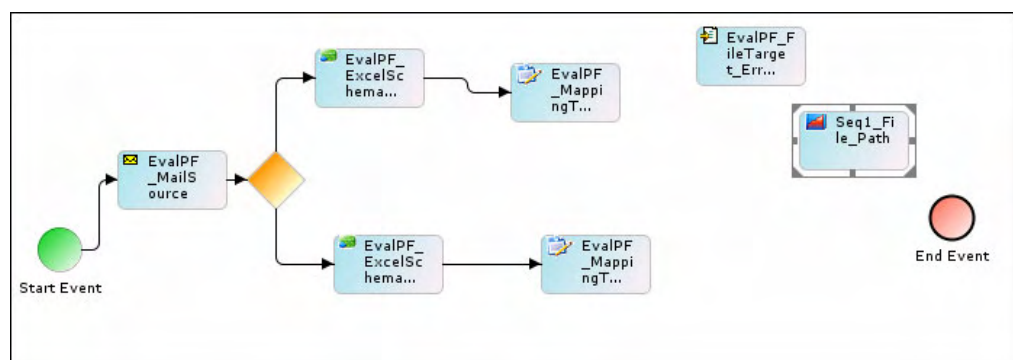 EvalPF_
ExcelSc
hema...
EvalPF
_Mappi
ngT...
EvalPF_F
ileTarge
t_Err...
Seq1_Fi
le_Path
EvalPF
_MailS
ource
Start Event
EvalPF_
ExcelSc
hema...
EvalPF
_Mappi
ngT...
End Event